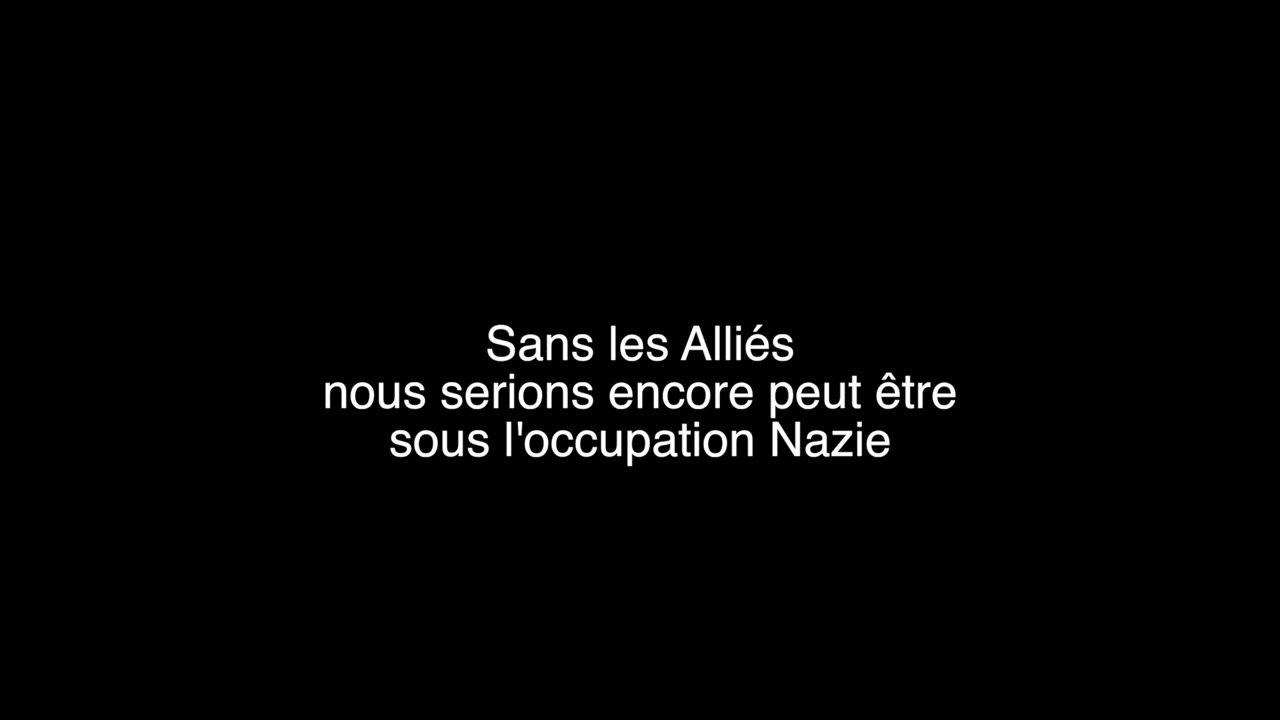 Sans les Alliés
nous serions encore peut être
sous l'occupation Nazie